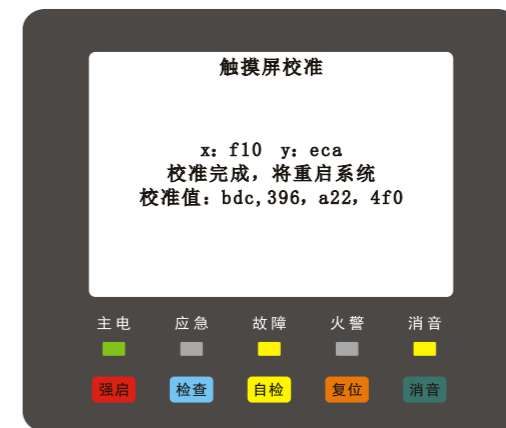 触摸屏校准
x: f10 y: eca
校准完成，将重启系统
校准值：bdc,396，a22，4f0
主电 应急 故障 火警 消音
强启 检查 自检 复位 消音